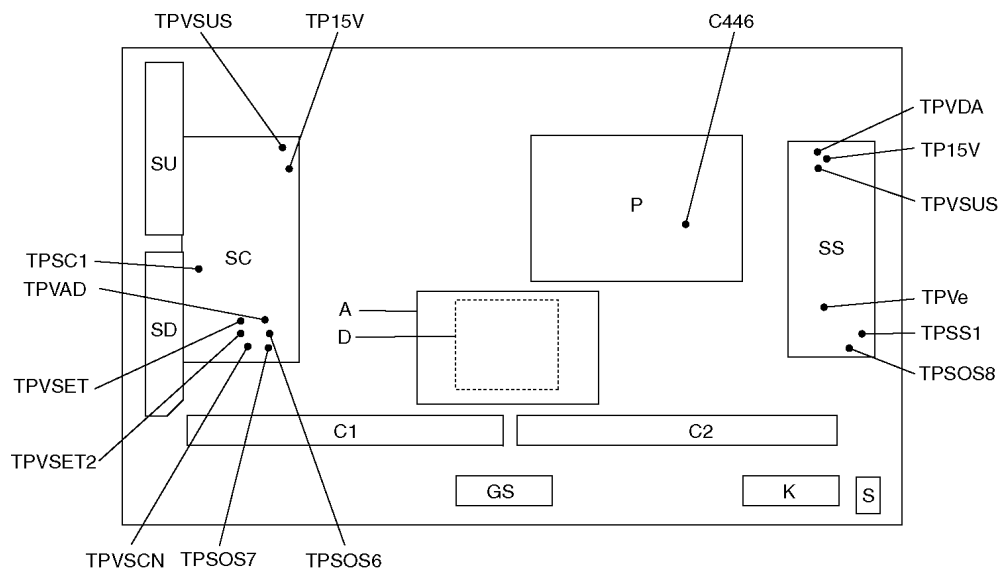 TPVSUS
TP15V
C446
TPVDA
TP15V
TPVSUS
SU
P
SC
SS
TPSC1
TPVAD
SD
A
D
TPVe
TPSS1
TPSOS8
TPVSET
C1
C2
TPVSET2
GS
K
S
TPVSCN
TPSOS7
TPSOS6